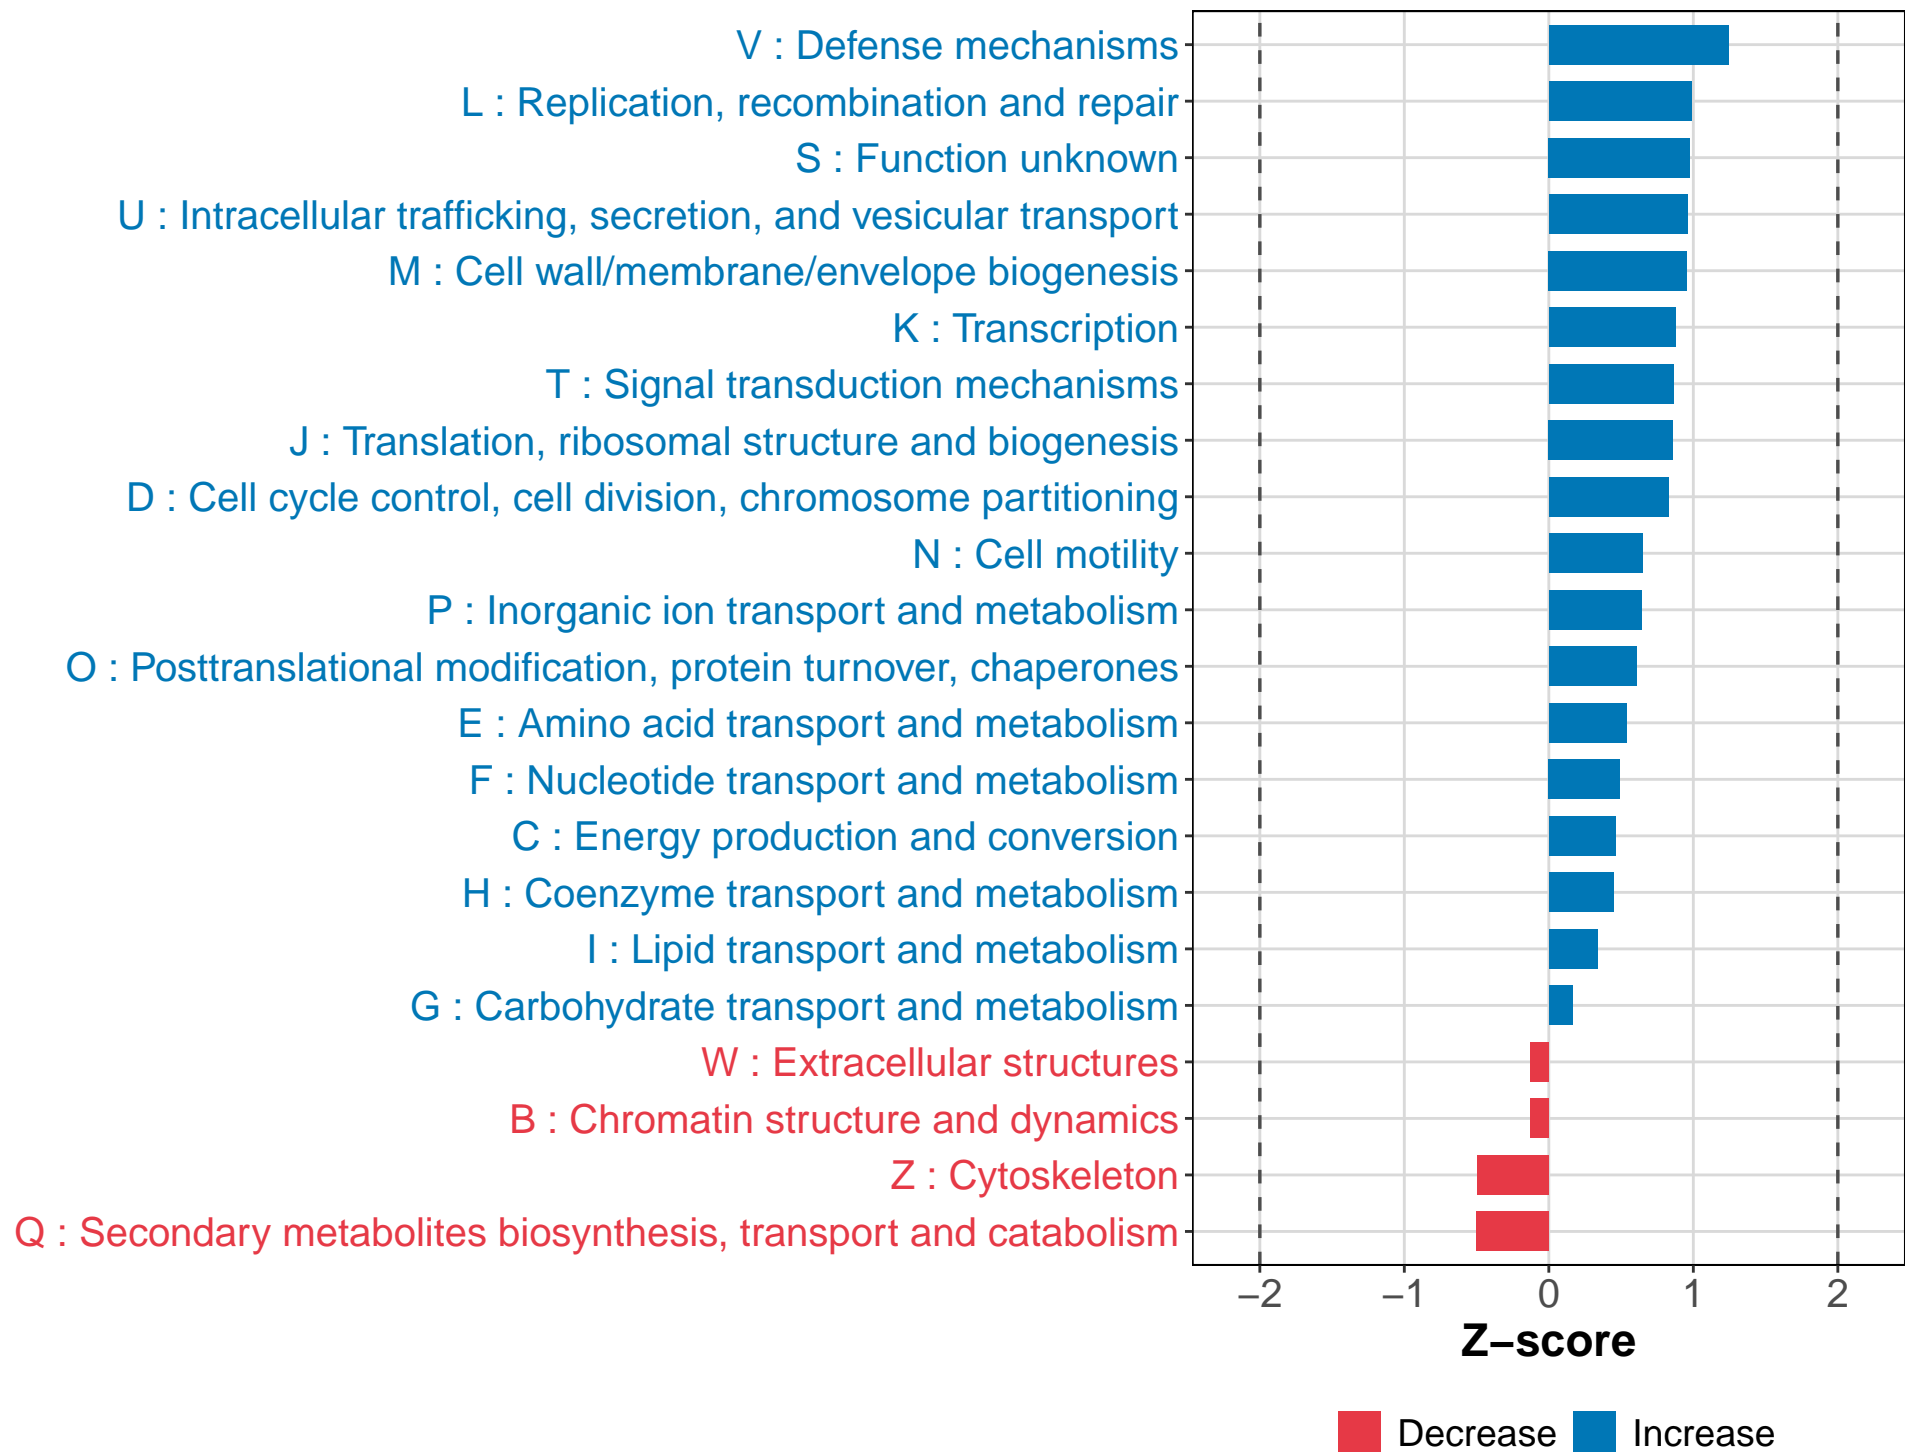 V : Defense mechanisms
L : Replication, recombination and repair
S : Function unknown
U : Intracellular trafficking, secretion, and vesicular transport
M : Cell wall/membrane/envelope biogenesis
K : Transcription
T : Signal transduction mechanisms
J : Translation, ribosomal structure and biogenesis
D : Cell cycle control, cell division, chromosome partitioning
N : Cell motility
P : Inorganic ion transport and metabolism
O : Posttranslational modification, protein turnover, chaperones
E : Amino acid transport and metabolism
F : Nucleotide transport and metabolism
C : Energy production and conversion
H : Coenzyme transport and metabolism
I : Lipid transport and metabolism
G : Carbohydrate transport and metabolism
W : Extracellular structures
B : Chromatin structure and dynamics
Z : Cytoskeleton
Q : Secondary metabolites biosynthesis, transport and catabolism
−2 −1 0 1 2
Z−score
Decrease Increase